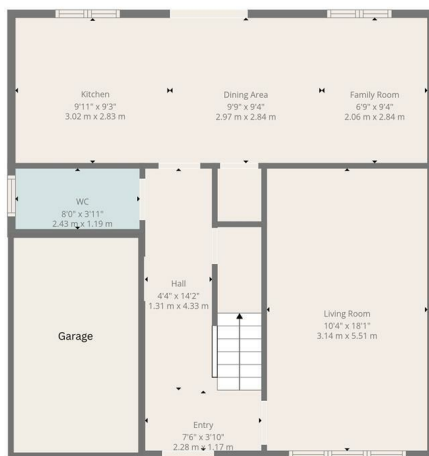 Kitchen
9'11" x 9'3"
3.02 m x 2.83 m
Dining Area
9'9" x 9'4"
2.97 m x 2.84 m
Family Room
6'9" x 9'4"
2.06 m x 2.84 m
WC
8'0" x 3'11"
2.43 m x 1.19 m
Hall
4'4" x 14'2"
1.31 m x 4.33 m
Garage
Living Room
10'4" x 18'1"
3.14 m x 5.51 m
Entry
7'6" x 3'10"
2.28 m x 1.17 m